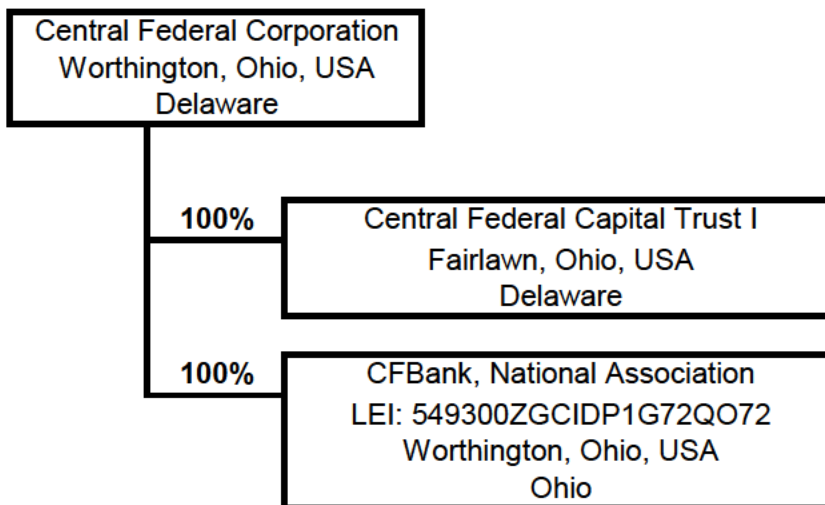 Central Federal Corporation
Worthington, Ohio, USA
Delaware
100%
Central Federal Capital Trust I
Fairlawn, Ohio, USA
Delaware
100%
CFBank, National Association
LEI: 549300ZGCIDP1G72QO72
Worthington, Ohio, USA
Ohio